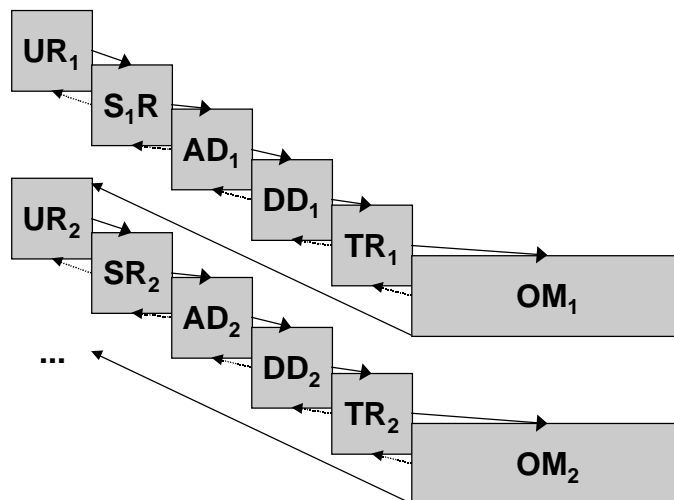 UR₁
S₁R
AD₁
DD₁
TR₁
OM₁
UR₂
SR₂
AD₂
DD₂
TR₂
OM₂
...